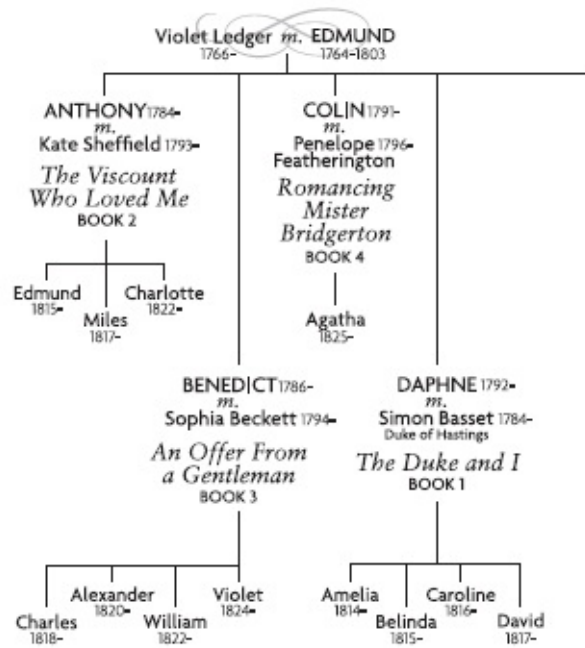 Violet Ledger m. EDMUND
1766- 1764-1803
ANTHONY 1784-
m.
Kate Sheffield 1793-
The Viscount
Who Loved Me
BOOK 2
Edmund
1815-
Miles
1817-
Charlotte
1822-
COLIN 1791-
m.
Penelope 1796-
Featherington
Romancing
Mister
Bridgerton
BOOK 4
Agatha
1825-
BENEDICT 1786-
m.
Sophia Beckett 1794-
An Offer From
a Gentleman
BOOK 3
Charles
1818-
Alexander
1820-
William
1822-
Violet
1824-
DAPHNE 1792-
m.
Simon Basset 1784-
Duke of Hastings
The Duke and I
BOOK 1
Amelia
1814-
Belinda
1815-
Caroline
1816-
David
1817-